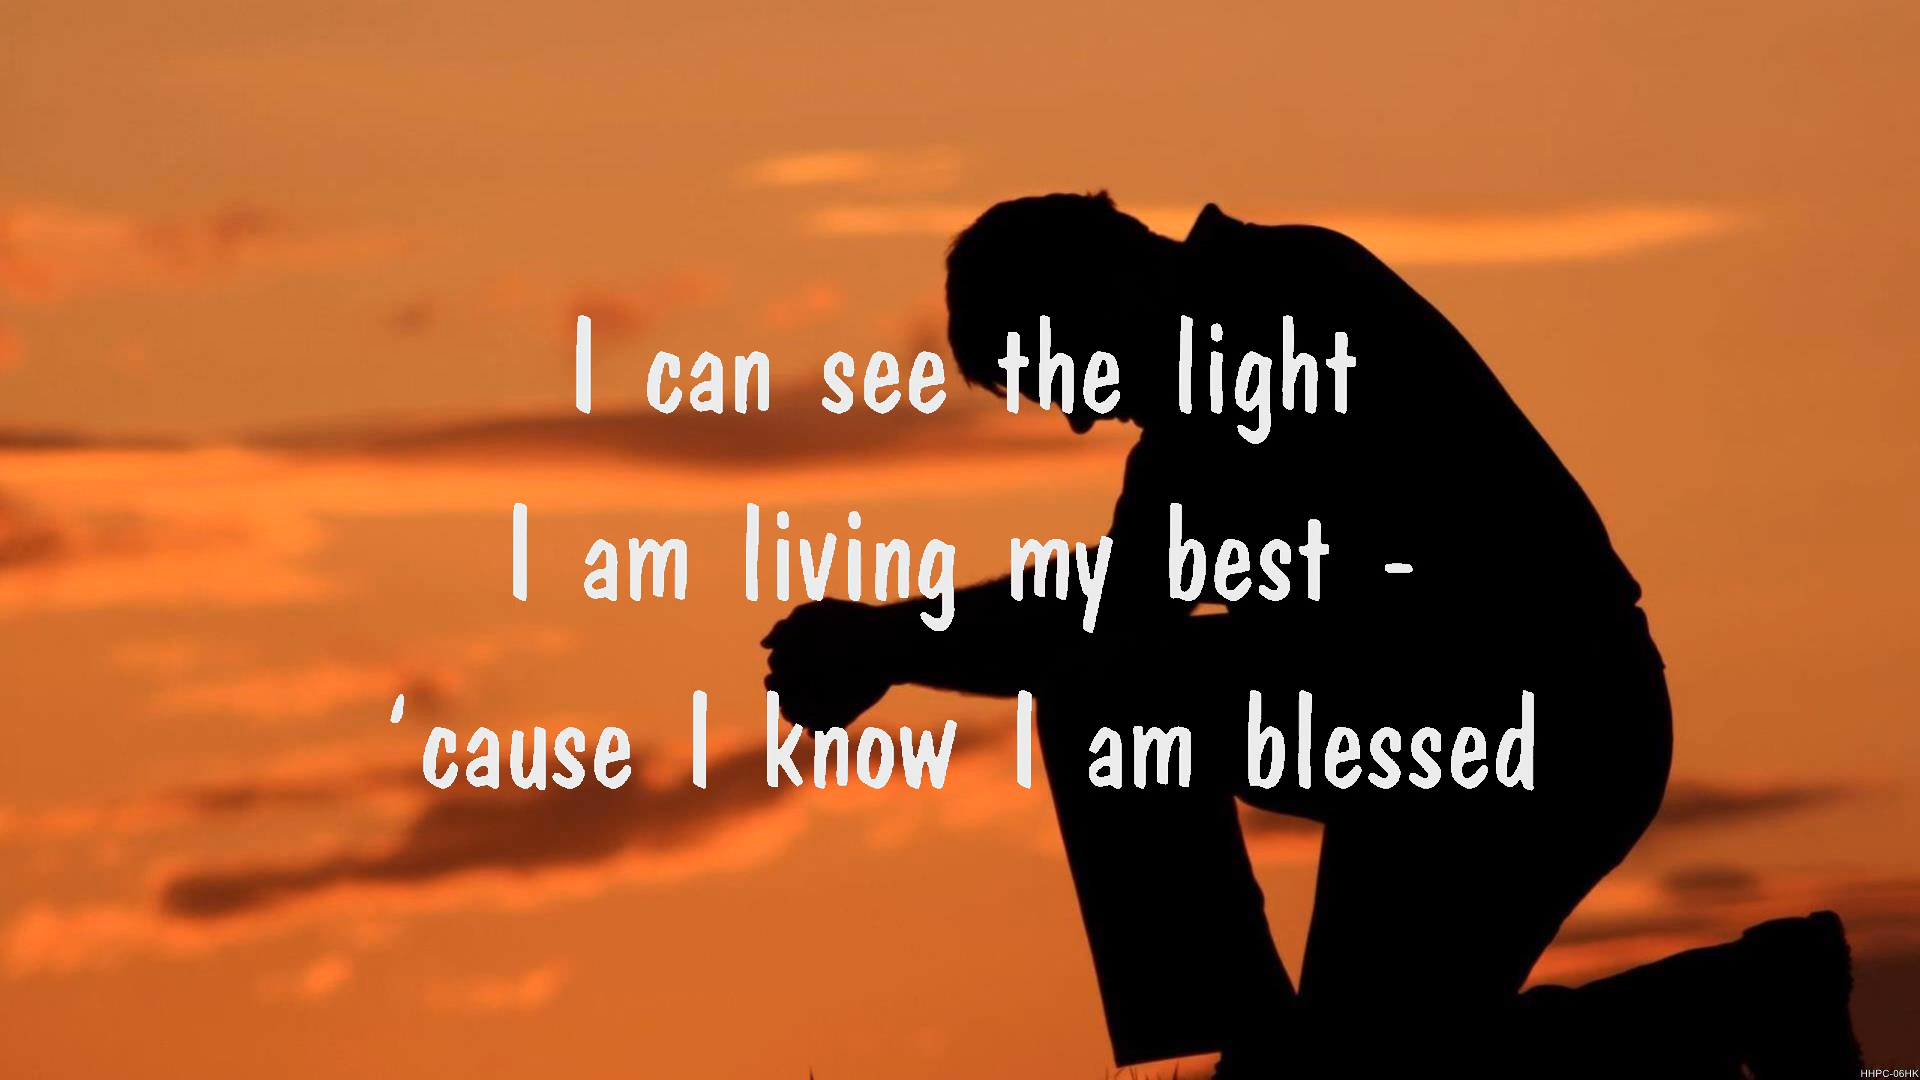 I can see the light
I am living my best -
‘cause I know I am blessed
HHPC-06HK